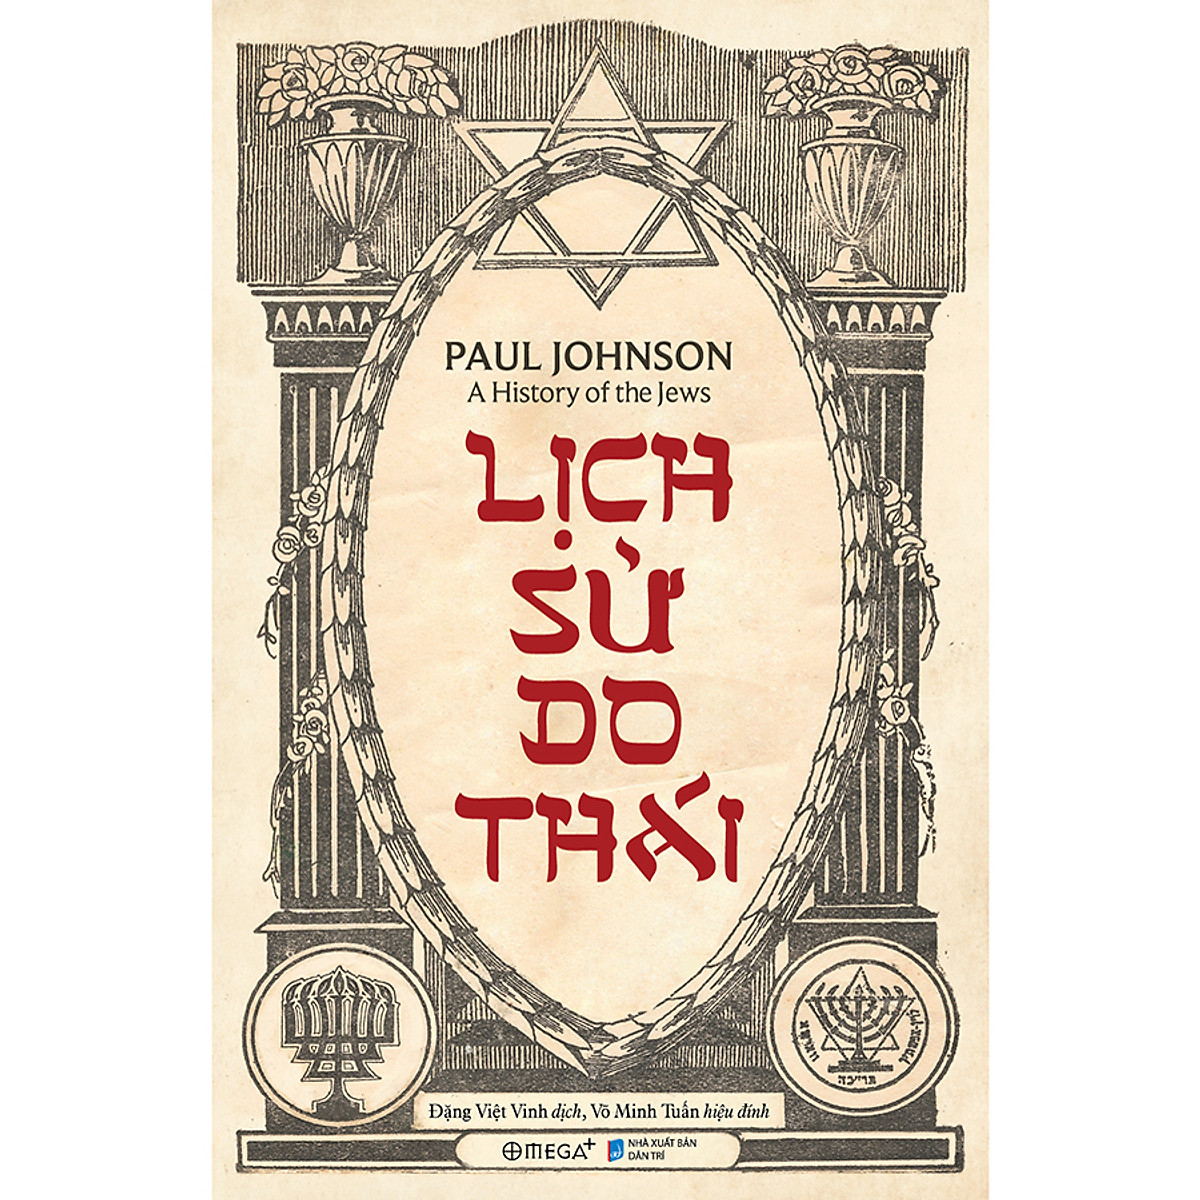 PAUL JOHNSON
A History of the Jews
LỊCH
SỬ
DO
THÁI
Đặng Việt Vinh dịch, Võ Minh Tuấn hiệu đính
OMEGA+
NHÀ XUẤT BẢN
DÂN TRÍ